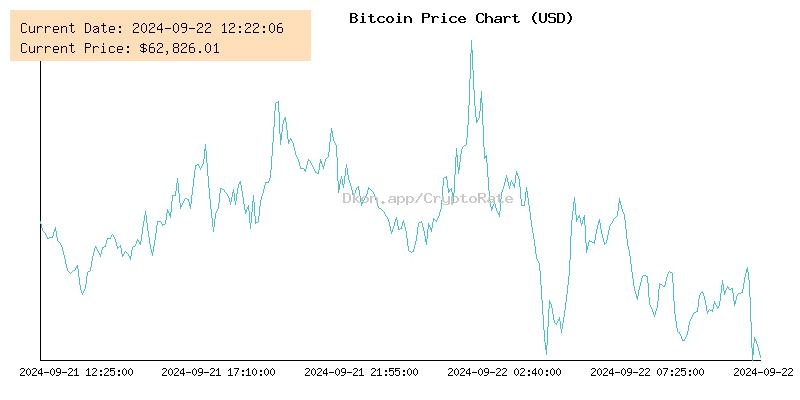 Bitcoin Price Chart (USD)
Current Date: 2024-09-22 12:22:06
Current Price: $62,826.01
Dkon.app/CryptoRate
2024-09-21 12:25:00 2024-09-21 17:10:00 2024-09-21 21:55:00 2024-09-22 02:40:00 2024-09-22 07:25:00 2024-09-22